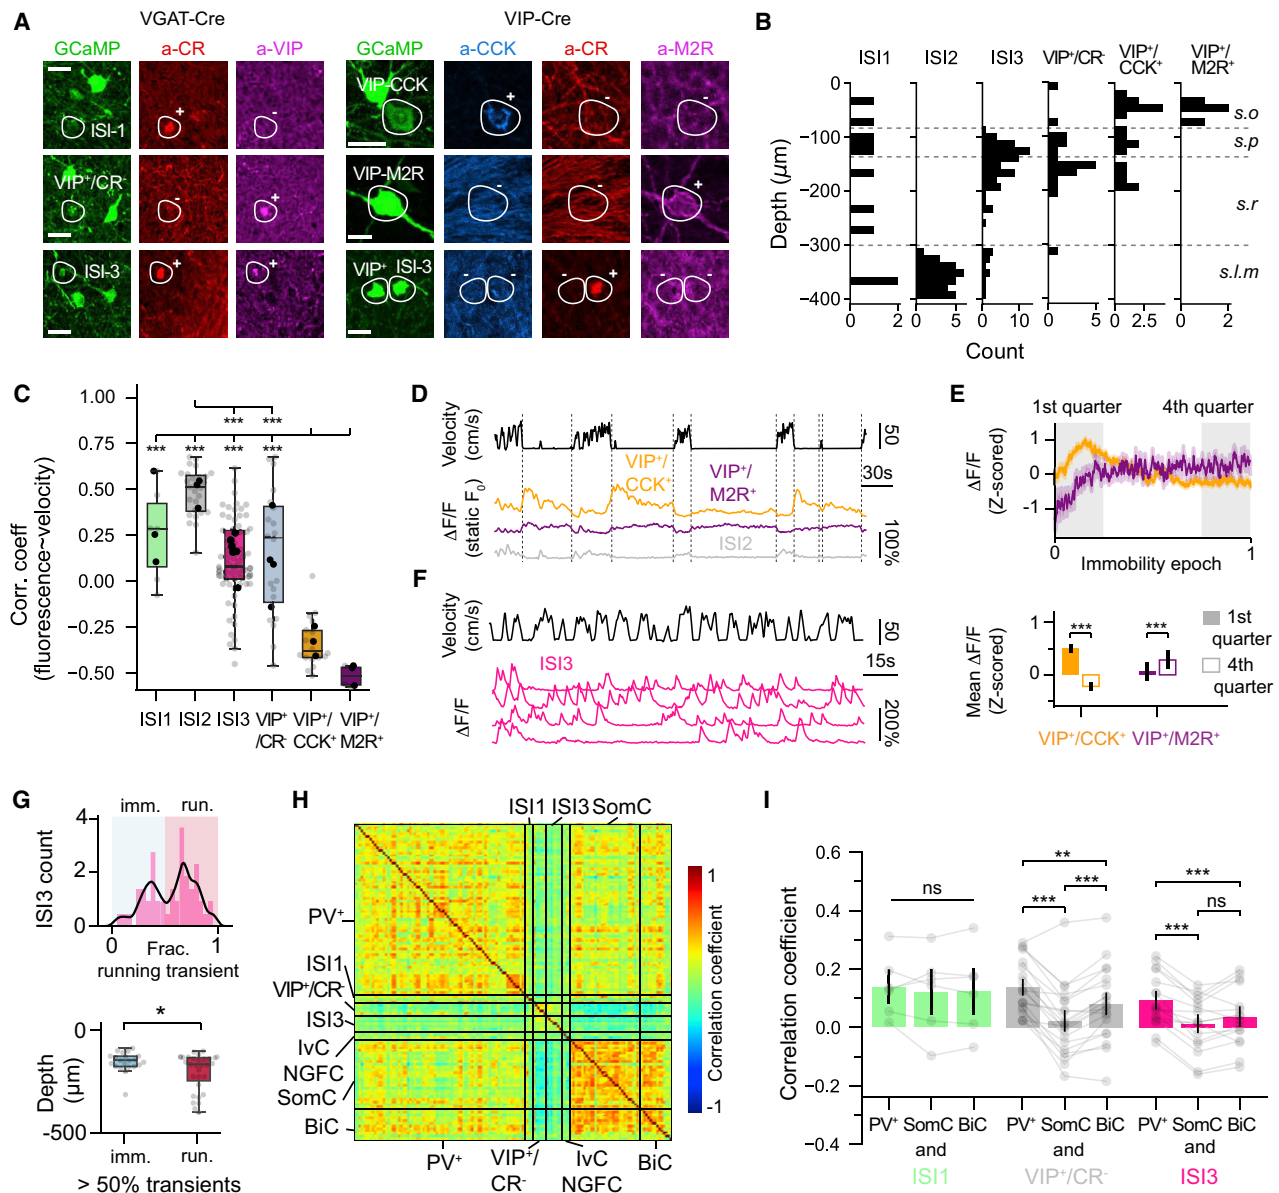 A
VGAT-Cre
VIP-Cre
GCaMP a-CR a-VIP GCaMP a-CCK a-CR a-M2R
ISI-1 + - VIP-CCK + - -
VIP⁺/CR⁻ - + VIP-M2R - - +
ISI-3 + + VIP⁺ ISI-3 - - - + - -
B
ISI1 ISI2 ISI3 VIP⁺/CR⁻ VIP⁺/CCK⁺ VIP⁺/M2R⁺
Depth (μm)
0
−100
−200
−300
−400
s.o
s.p
s.r
s.l.m
0 2 0 5 0 10 0 5 0 2.5 0 2
Count
C
Corr. coeff
(fluorescence−velocity)
1.00
0.75
0.50
0.25
0.00
−0.25
−0.50
*** ***
*** *** *** ***
ISI1 ISI2 ISI3 VIP⁺/CR⁻ VIP⁺/CCK⁺ VIP⁺/M2R⁺
D
Velocity
(cm/s)
50
30s
VIP⁺/
CCK⁺
VIP⁺/
M2R⁺
ISI2
ΔF/F
(static F₀)
100%
E
1st quarter 4th quarter
ΔF/F
(Z-scored)
1
0
-1
0 1
Immobility epoch
Mean ΔF/F
(Z-scored)
1
0
*** ***
1st
quarter
4th
quarter
VIP⁺/CCK⁺ VIP⁺/M2R⁺
F
Velocity
(cm/s)
50
15s
ISI3
ΔF/F
200%
G
imm. run.
ISI3 count
4
2
0
0 Frac. 1
running transient
*
Depth
(μm)
0
-500
imm. run.
> 50% transients
H
ISI1 ISI3 SomC
PV⁺
ISI1
VIP⁺/CR⁻
ISI3
IvC
NGFC
SomC
BiC
PV⁺ VIP⁺/
CR⁻
IvC
NGFC
BiC
1
Correlation coeffcient
-1
I
Correlation coefficient
0.6
0.4
0.2
0.0
−0.2
−0.4
ns
**
*** ***
***
*** ns
PV⁺ SomC BiC PV⁺ SomC BiC PV⁺ SomC BiC
and and and
ISI1 VIP⁺/CR⁻ ISI3